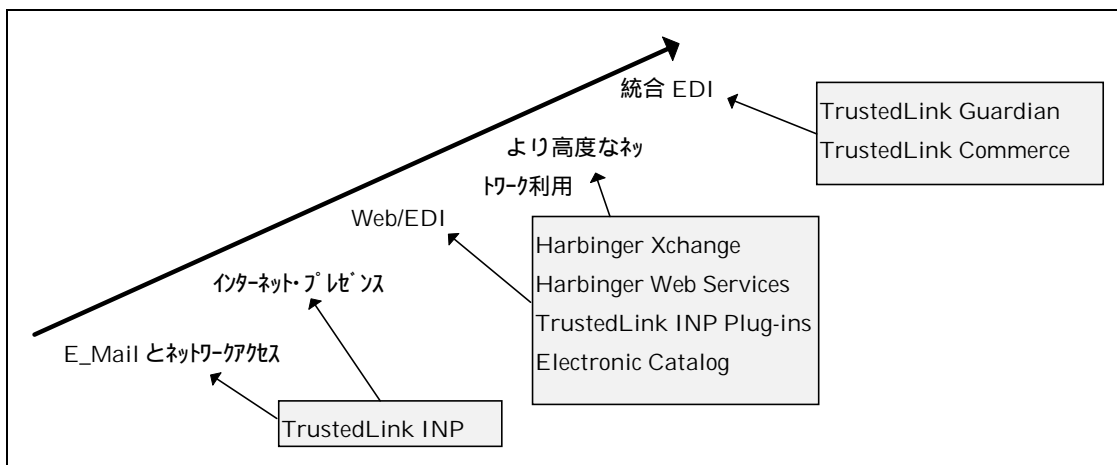 統合 EDI
TrustedLink Guardian
TrustedLink Commerce
より高度なﾈｯ
ﾄﾜｰｸ利用
Web/EDI
Harbinger Xchange
Harbinger Web Services
TrustedLink INP Plug-ins
Electronic Catalog
ｲﾝﾀｰﾈｯﾄ・ﾌﾟﾚｾﾞﾝｽ
E_Mail とﾈｯﾄﾜｰｸｱｸｾｽ
TrustedLink INP